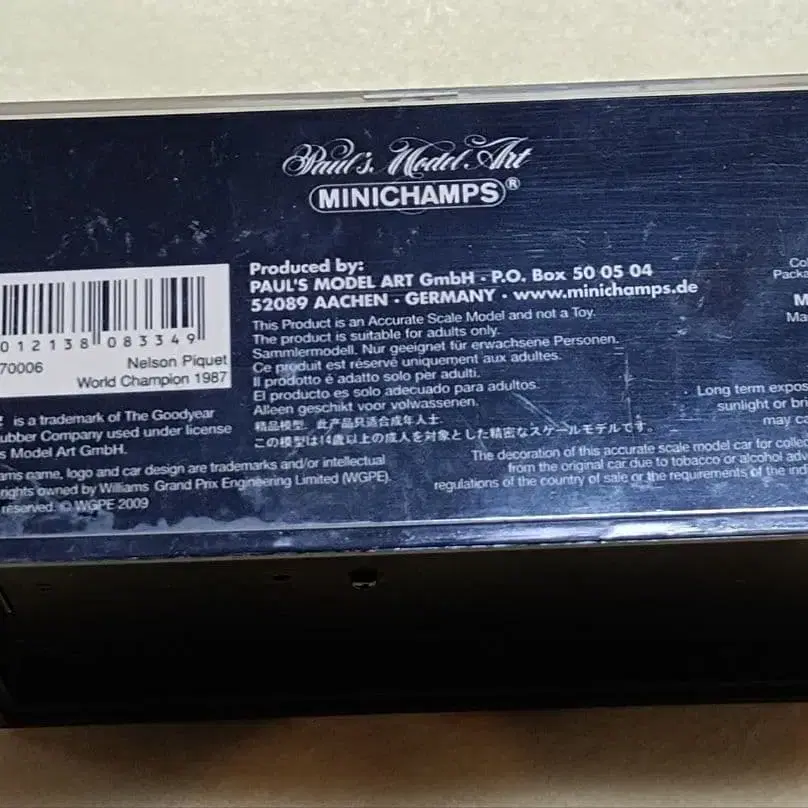 Paul's Model Art
MINICHAMPS®
012138 083349
70006
Nelson Piquet
World Champion 1987
is a trademark of The Goodyear
ubber Company used under license
s Model Art GmbH.
ams name, logo and car design are trademarks and/or intellectual
rights owned by Williams Grand Prix Engineering Limited (WGPE).
reserved. © WGPE 2009
Produced by:
PAUL'S MODEL ART GmbH · P.O. Box 50 05 04
52089 AACHEN · GERMANY · www.minichamps.de
This Product is an Accurate Scale Model and not a Toy.
The product is suitable for adults only.
Sammlermodell. Nur geeignet für erwachsene Personen.
Ce produit est réservé uniquement aux adultes.
Il prodotto é adatto solo per adulti.
El producto es solo adecuado para adultos.
Alleen geschikt voor volwassenen.
精品模型，此产品只适合成年人士.
この模型は14歳以上の成人を対象とした精密なスケールモデルです。
Col
Packa
M
Ma
Long term expos
sunlight or bri
may ca
The decoration of this accurate scale model car for collec
from the original car due to tobacco or alcohol adv
regulations of the country of sale or the requirements of the ind